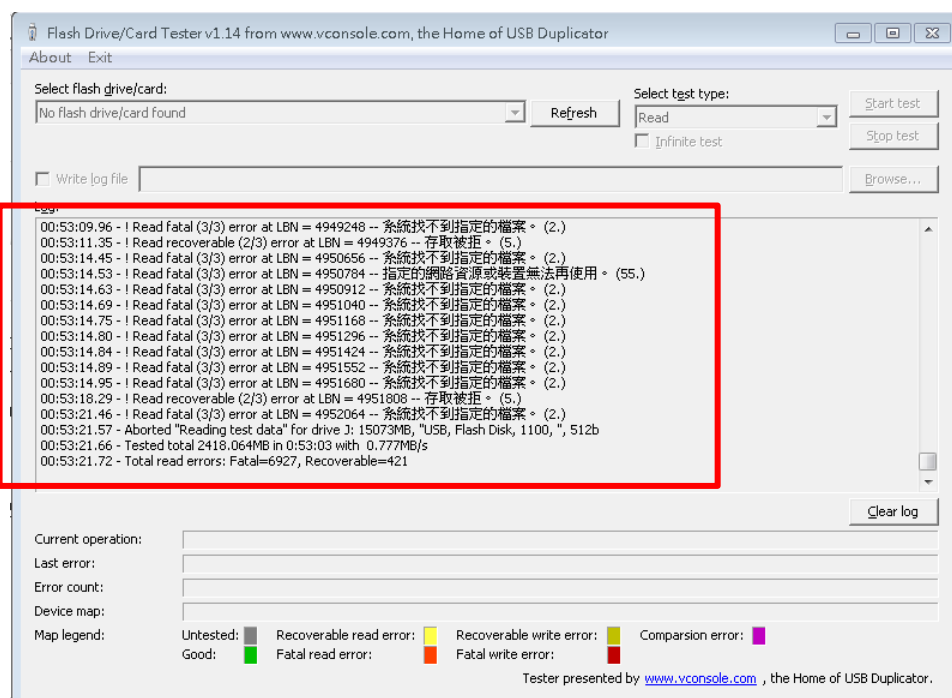 Flash Drive/Card Tester v1.14 from www.vconsole.com, the Home of USB Duplicator
About Exit
Select flash drive/card:
No flash drive/card found
Refresh
Select test type:
Read
Infinite test
Start test
Stop test
Write log file
Browse...
Log:
00:53:09.96 - ! Read fatal (3/3) error at LBN = 4949248 -- 系統找不到指定的檔案。 (2.)
00:53:11.35 - ! Read recoverable (2/3) error at LBN = 4949376 -- 存取被拒。 (5.)
00:53:14.45 - ! Read fatal (3/3) error at LBN = 4950656 -- 系統找不到指定的檔案。 (2.)
00:53:14.53 - ! Read fatal (3/3) error at LBN = 4950784 -- 指定的網路資源或裝置無法再使用。 (55.)
00:53:14.63 - ! Read fatal (3/3) error at LBN = 4950912 -- 系統找不到指定的檔案。 (2.)
00:53:14.69 - ! Read fatal (3/3) error at LBN = 4951040 -- 系統找不到指定的檔案。 (2.)
00:53:14.75 - ! Read fatal (3/3) error at LBN = 4951168 -- 系統找不到指定的檔案。 (2.)
00:53:14.80 - ! Read fatal (3/3) error at LBN = 4951296 -- 系統找不到指定的檔案。 (2.)
00:53:14.84 - ! Read fatal (3/3) error at LBN = 4951424 -- 系統找不到指定的檔案。 (2.)
00:53:14.89 - ! Read fatal (3/3) error at LBN = 4951552 -- 系統找不到指定的檔案。 (2.)
00:53:14.95 - ! Read fatal (3/3) error at LBN = 4951680 -- 系統找不到指定的檔案。 (2.)
00:53:18.29 - ! Read recoverable (2/3) error at LBN = 4951808 -- 存取被拒。 (5.)
00:53:21.46 - ! Read fatal (3/3) error at LBN = 4952064 -- 系統找不到指定的檔案。 (2.)
00:53:21.57 - Aborted "Reading test data" for drive J: 15073MB, "USB, Flash Disk, 1100, ", 512b
00:53:21.66 - Tested total 2418.064MB in 0:53:03 with 0.777MB/s
00:53:21.72 - Total read errors: Fatal=6927, Recoverable=421
Clear log
Current operation:
Last error:
Error count:
Device map:
Map legend:
Untested: Recoverable read error: Recoverable write error: Comparsion error:
Good: Fatal read error: Fatal write error:
Tester presented by www.vconsole.com , the Home of USB Duplicator.